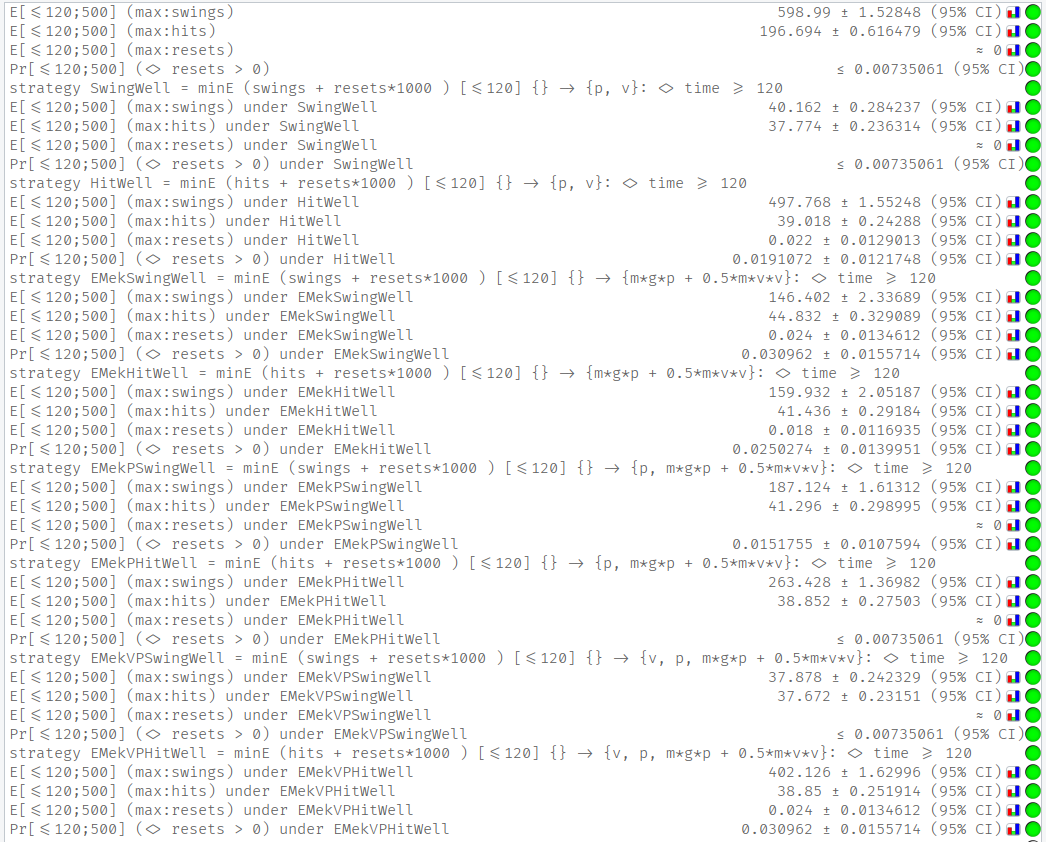 E[≤120;500] (max:swings) 598.99 ± 1.52848 (95% CI)
E[≤120;500] (max:hits) 196.694 ± 0.616479 (95% CI)
E[≤120;500] (max:resets) ≈ 0
Pr[≤120;500] (<> resets > 0) ≤ 0.00735061 (95% CI)
strategy SwingWell = minE (swings + resets*1000 ) [≤120] {} → {p, v}: <> time ≥ 120
E[≤120;500] (max:swings) under SwingWell 40.162 ± 0.284237 (95% CI)
E[≤120;500] (max:hits) under SwingWell 37.774 ± 0.236314 (95% CI)
E[≤120;500] (max:resets) under SwingWell ≈ 0
Pr[≤120;500] (<> resets > 0) under SwingWell ≤ 0.00735061 (95% CI)
strategy HitWell = minE (hits + resets*1000 ) [≤120] {} → {p, v}: <> time ≥ 120
E[≤120;500] (max:swings) under HitWell 497.768 ± 1.55248 (95% CI)
E[≤120;500] (max:hits) under HitWell 39.018 ± 0.24288 (95% CI)
E[≤120;500] (max:resets) under HitWell 0.022 ± 0.0129013 (95% CI)
Pr[≤120;500] (<> resets > 0) under HitWell 0.0191072 ± 0.0121748 (95% CI)
strategy EMekSwingWell = minE (swings + resets*1000 ) [≤120] {} → {m*g*p + 0.5*m*v*v}: <> time ≥ 120
E[≤120;500] (max:swings) under EMekSwingWell 146.402 ± 2.33689 (95% CI)
E[≤120;500] (max:hits) under EMekSwingWell 44.832 ± 0.329089 (95% CI)
E[≤120;500] (max:resets) under EMekSwingWell 0.024 ± 0.0134612 (95% CI)
Pr[≤120;500] (<> resets > 0) under EMekSwingWell 0.030962 ± 0.0155714 (95% CI)
strategy EMekHitWell = minE (hits + resets*1000 ) [≤120] {} → {m*g*p + 0.5*m*v*v}: <> time ≥ 120
E[≤120;500] (max:swings) under EMekHitWell 159.932 ± 2.05187 (95% CI)
E[≤120;500] (max:hits) under EMekHitWell 41.436 ± 0.29184 (95% CI)
E[≤120;500] (max:resets) under EMekHitWell 0.018 ± 0.0116935 (95% CI)
Pr[≤120;500] (<> resets > 0) under EMekHitWell 0.0250274 ± 0.0139951 (95% CI)
strategy EMekPSwingWell = minE (swings + resets*1000 ) [≤120] {} → {p, m*g*p + 0.5*m*v*v}: <> time ≥ 120
E[≤120;500] (max:swings) under EMekPSwingWell 187.124 ± 1.61312 (95% CI)
E[≤120;500] (max:hits) under EMekPSwingWell 41.296 ± 0.298995 (95% CI)
E[≤120;500] (max:resets) under EMekPSwingWell ≈ 0
Pr[≤120;500] (<> resets > 0) under EMekPSwingWell 0.0151755 ± 0.0107594 (95% CI)
strategy EMekPHitWell = minE (hits + resets*1000 ) [≤120] {} → {p, m*g*p + 0.5*m*v*v}: <> time ≥ 120
E[≤120;500] (max:swings) under EMekPHitWell 263.428 ± 1.36982 (95% CI)
E[≤120;500] (max:hits) under EMekPHitWell 38.852 ± 0.27503 (95% CI)
E[≤120;500] (max:resets) under EMekPHitWell ≈ 0
Pr[≤120;500] (<> resets > 0) under EMekPHitWell ≤ 0.00735061 (95% CI)
strategy EMekVPSwingWell = minE (swings + resets*1000 ) [≤120] {} → {v, p, m*g*p + 0.5*m*v*v}: <> time ≥ 120
E[≤120;500] (max:swings) under EMekVPSwingWell 37.878 ± 0.242329 (95% CI)
E[≤120;500] (max:hits) under EMekVPSwingWell 37.672 ± 0.23151 (95% CI)
E[≤120;500] (max:resets) under EMekVPSwingWell ≈ 0
Pr[≤120;500] (<> resets > 0) under EMekVPSwingWell ≤ 0.00735061 (95% CI)
strategy EMekVPHitWell = minE (hits + resets*1000 ) [≤120] {} → {v, p, m*g*p + 0.5*m*v*v}: <> time ≥ 120
E[≤120;500] (max:swings) under EMekVPHitWell 402.126 ± 1.62996 (95% CI)
E[≤120;500] (max:hits) under EMekVPHitWell 38.85 ± 0.251914 (95% CI)
E[≤120;500] (max:resets) under EMekVPHitWell 0.024 ± 0.0134612 (95% CI)
Pr[≤120;500] (<> resets > 0) under EMekVPHitWell 0.030962 ± 0.0155714 (95% CI)